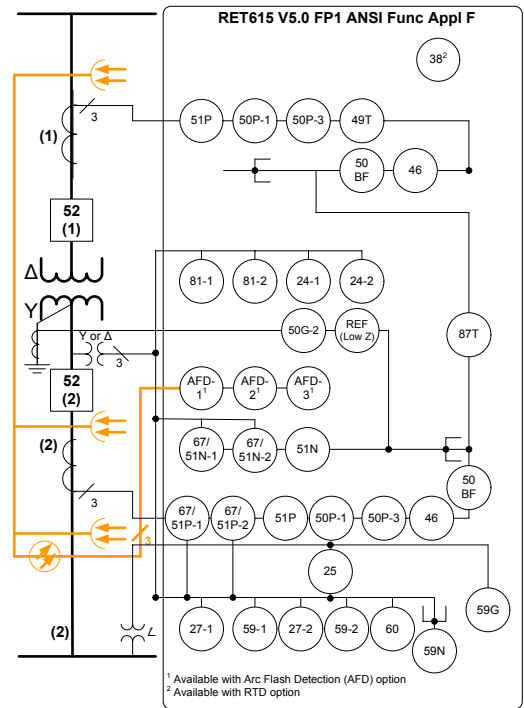 RET615 V5.0 FP1 ANSI Func Appl F
38²
3
51P 50P-1 50P-3 49T
(1)
50 BF 46
52 (1)
Δ
81-1 81-2 24-1 24-2
Y
50G-2 REF (Low Z) 87T
Y or Δ
3
52 (2)
AFD-1¹ AFD-2¹ AFD-3¹
(2)
67/51N-1 67/51N-2 51N
50 BF
3
67/51P-1 67/51P-2 51P 50P-1 50P-3 46
3
25
59G
(2)
27-1 59-1 27-2 59-2 60
59N
¹ Available with Arc Flash Detection (AFD) option
² Available with RTD option